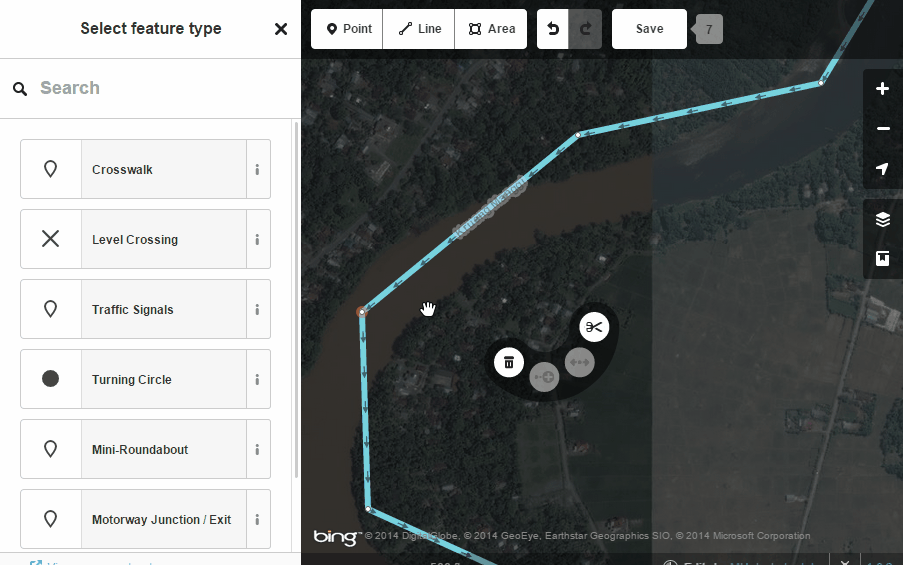 Select feature type
Point
Line
Area
Save
7
Search
Crosswalk
Level Crossing
Traffic Signals
Turning Circle
Mini-Roundabout
Motorway Junction / Exit
bing
© 2014 DigitalGlobe, © 2014 GeoEye, Earthstar Geographics SIO, © 2014 Microsoft Corporation